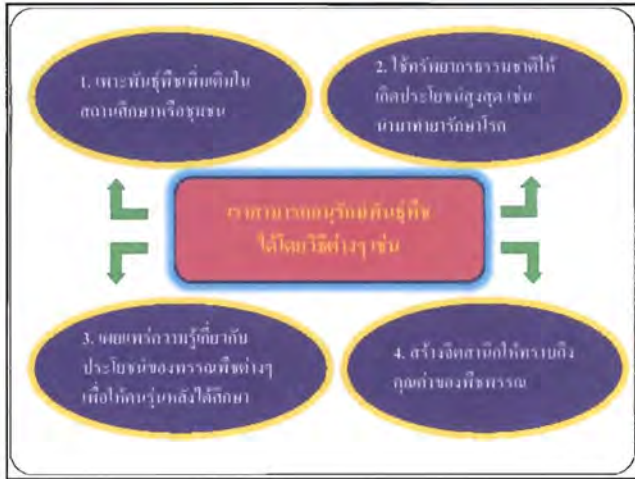 1. เพาะพันธุ์พืชเพิ่มเติมใน
สถานศึกษาหรือชุมชน
2. ใช้ทรัพยากรธรรมชาติให้
เกิดประโยชน์สูงสุด เช่น
นำมาทำยารักษาโรค
เราสามารถอนุรักษ์พันธุ์พืช
ได้โดยวิธีต่างๆ เช่น
3. เผยแพร่ความรู้เกี่ยวกับ
ประโยชน์ของพรรณพืชต่างๆ
เพื่อให้คนรุ่นหลังได้ศึกษา
4. สร้างจิตสำนึกให้ทราบถึง
คุณค่าของพืชพรรณ